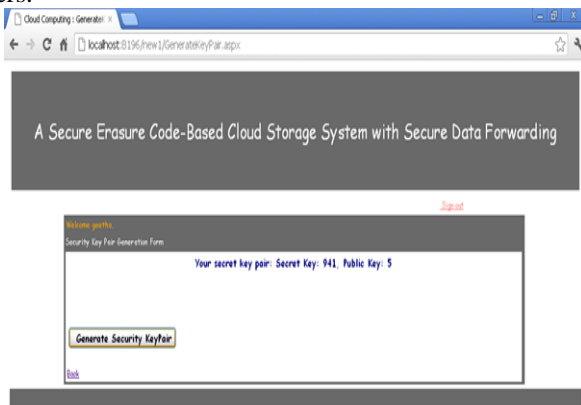 ers.
Cloud Computing : Generate
localhost:8196/new1/GenerateKeyPair.aspx
A Secure Erasure Code-Based Cloud Storage System with Secure Data Forwarding
Sign out
Welcome geetha.
Security Key Pair Generation Form
Your secret key pair: Secret Key: 941, Public Key: 5
Generate Security KeyPair
Back